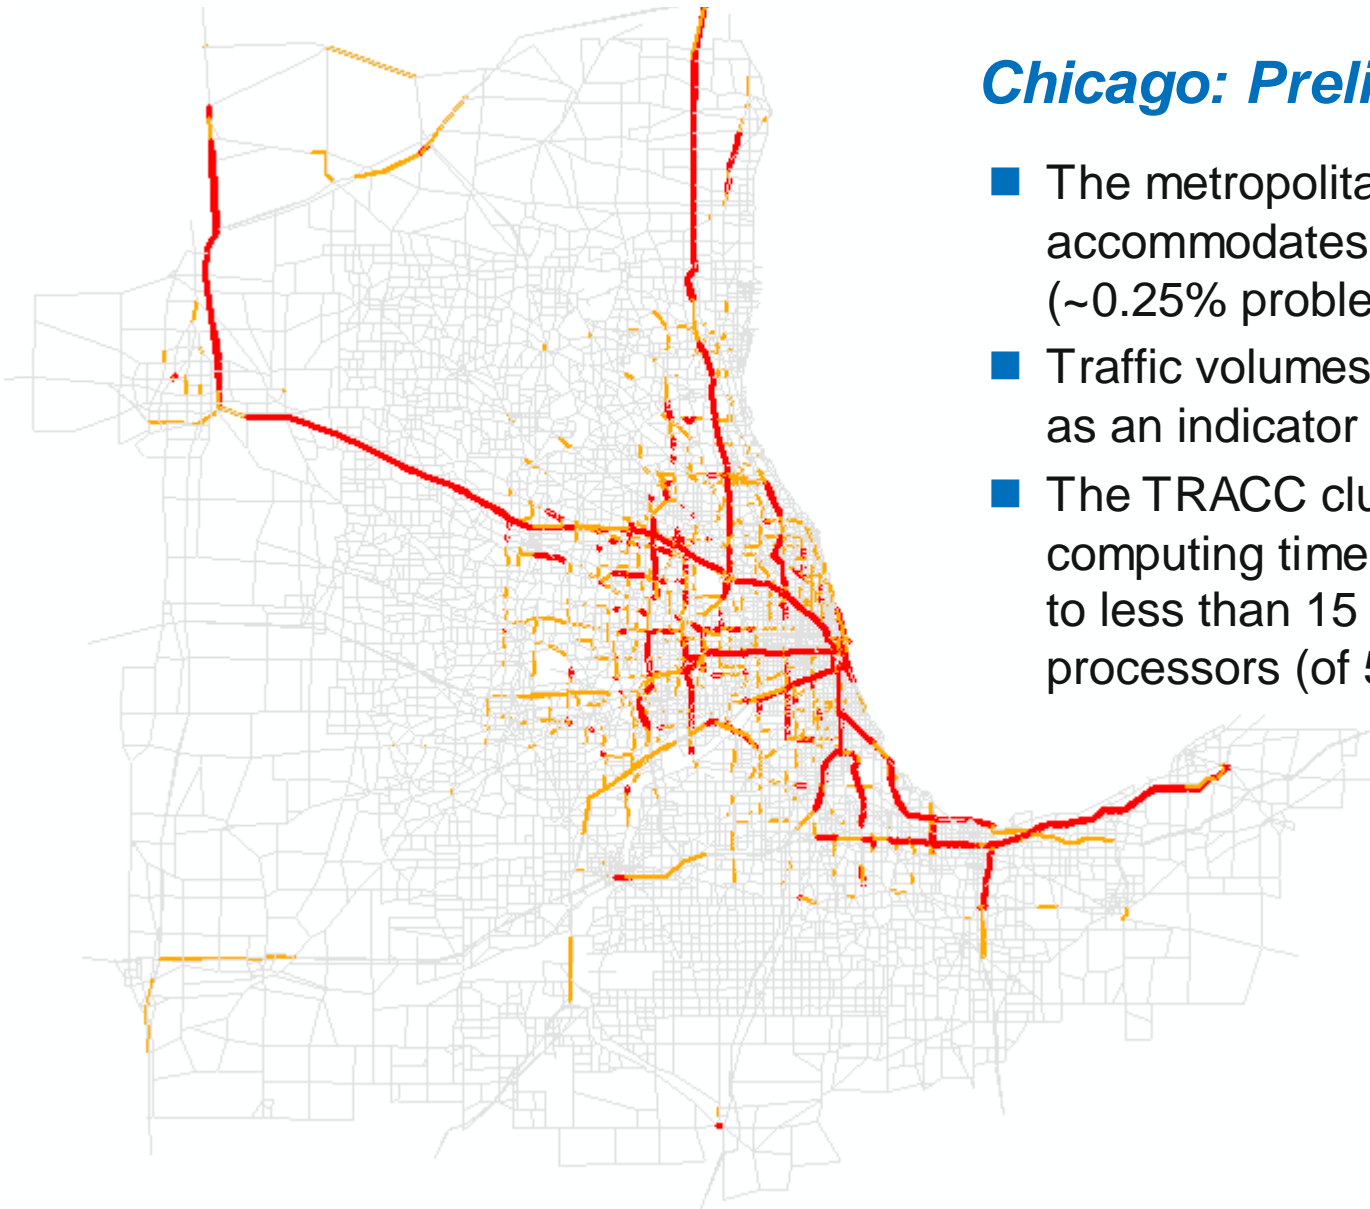 Chicago: Preli
The metropolita
accommodates
(~0.25% proble
Traffic volumes
as an indicator
The TRACC clu
computing time
to less than 15
processors (of 5